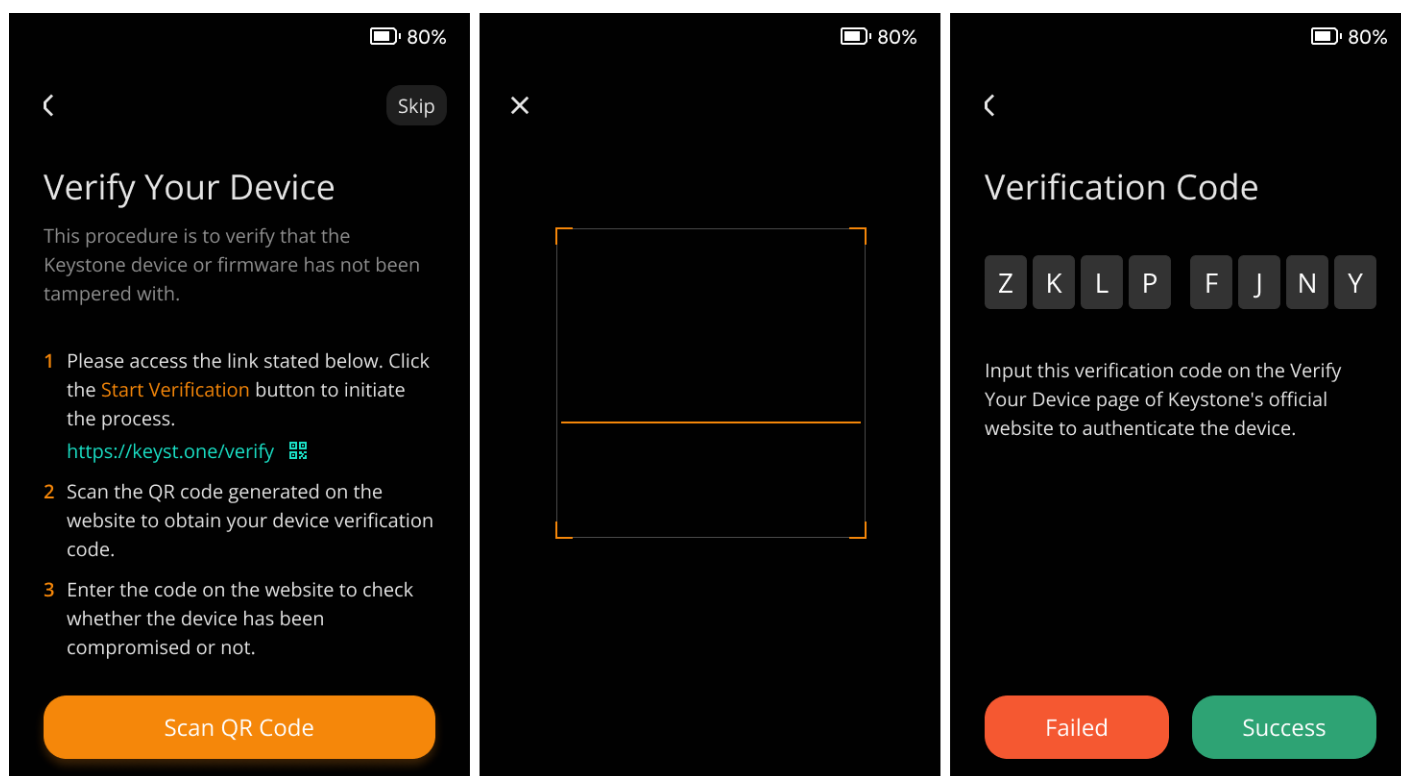 80%
Skip
Verify Your Device
This procedure is to verify that the
Keystone device or firmware has not been
tampered with.
1 Please access the link stated below. Click
the Start Verification button to initiate
the process.
https://keyst.one/verify
2 Scan the QR code generated on the
website to obtain your device verification
code.
3 Enter the code on the website to check
whether the device has been
compromised or not.
Scan QR Code
80%
80%
Verification Code
Z K L P F J N Y
Input this verification code on the Verify
Your Device page of Keystone's official
website to authenticate the device.
Failed
Success